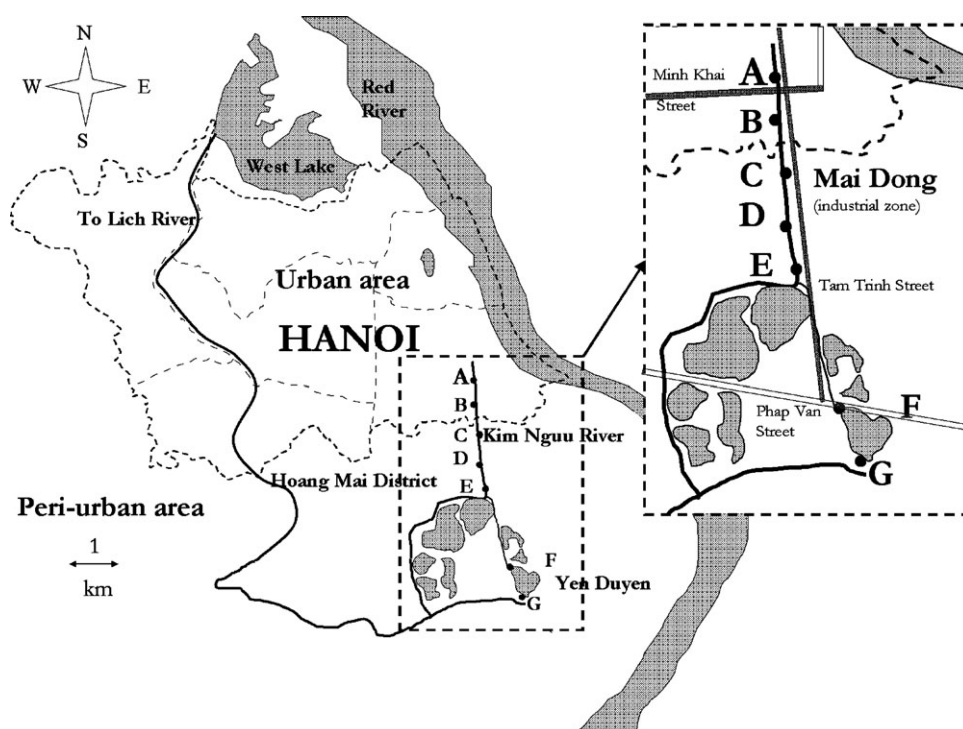 N
W
E
S
Red
River
West Lake
To Lich River
Urban area
HANOI
A
B
C
Kim Nguu River
D
Hoang Mai District
E
Peri-urban area
1
km
F
Yen Duyen
G
Minh Khai
Street
A
B
C
Mai Dong
(industrial zone)
D
E
Tam Trinh Street
Phap Van
Street
F
G